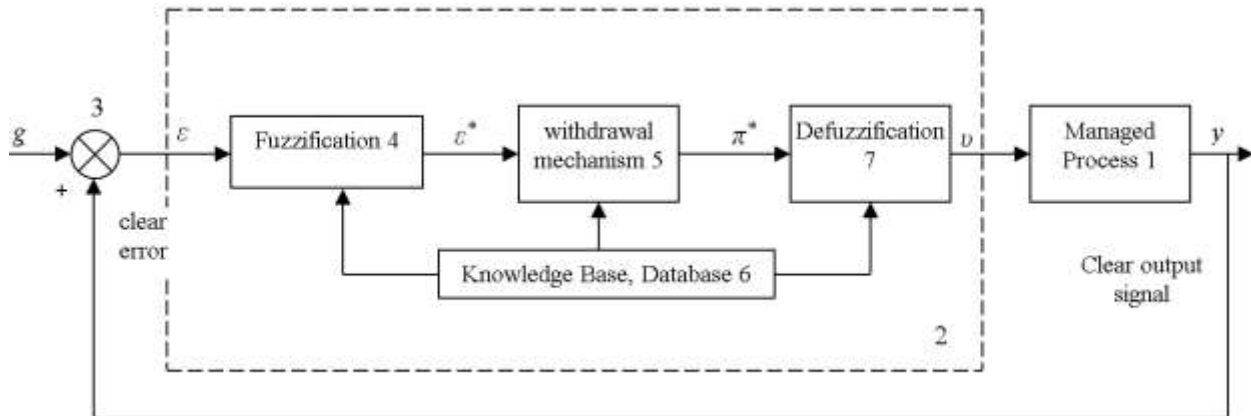 3
g
ε
Fuzzification 4
ε*
withdrawal
mechanism 5
π*
Defuzzification
7
υ
Managed
Process 1
y
+
clear
error
Knowledge Base, Database 6
Clear output
signal
2